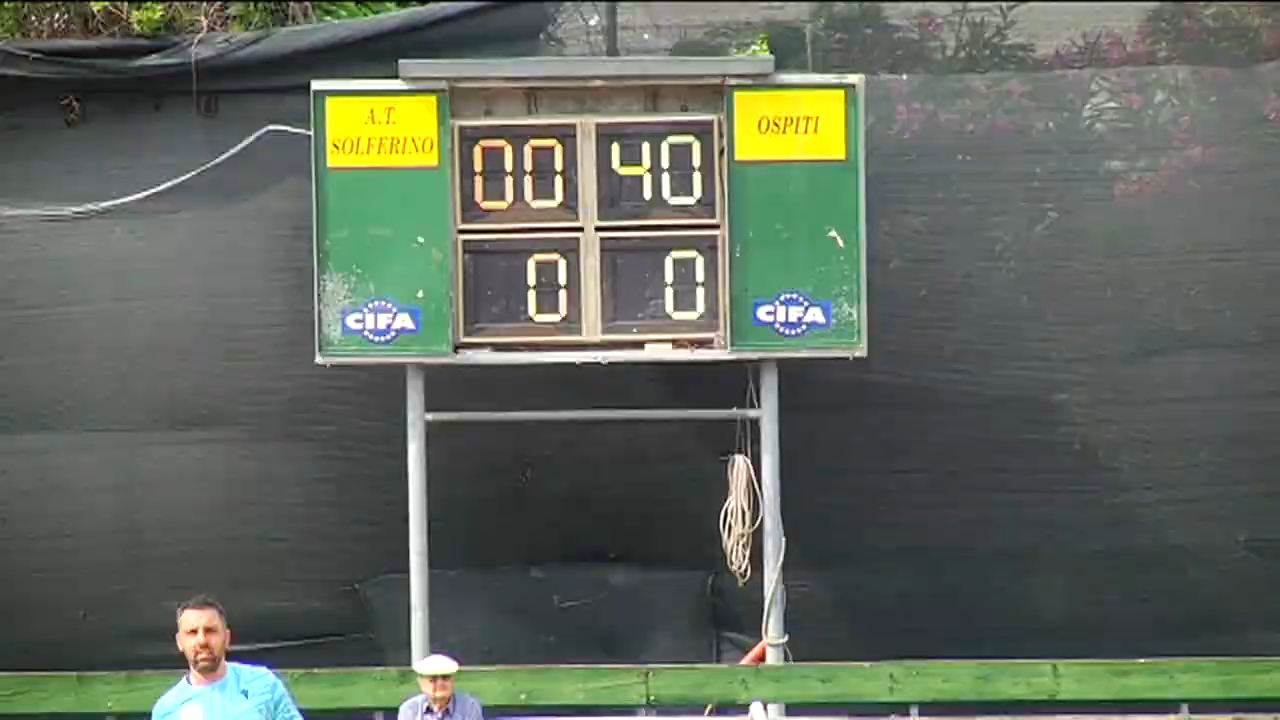 A.T.
SOLFERINO
OSPITI
00 40
0 0
CIFA CIFA